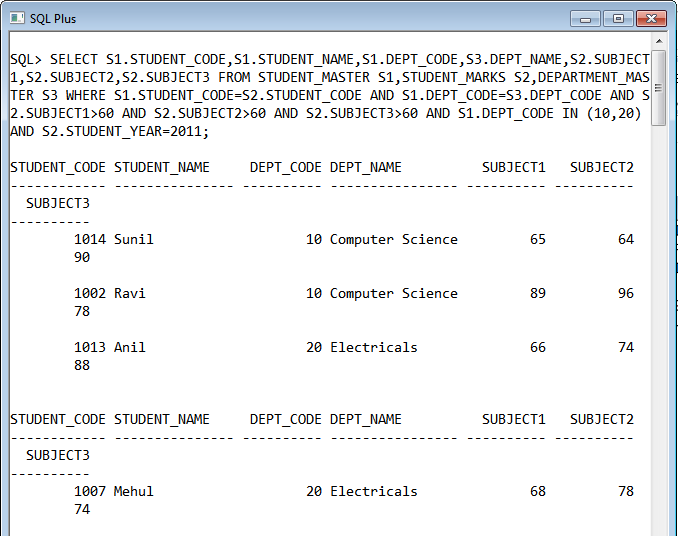 SQL Plus
SQL> SELECT S1.STUDENT_CODE,S1.STUDENT_NAME,S1.DEPT_CODE,S3.DEPT_NAME,S2.SUBJECT
1,S2.SUBJECT2,S2.SUBJECT3 FROM STUDENT_MASTER S1,STUDENT_MARKS S2,DEPARTMENT_MAS
TER S3 WHERE S1.STUDENT_CODE=S2.STUDENT_CODE AND S1.DEPT_CODE=S3.DEPT_CODE AND S
2.SUBJECT1>60 AND S2.SUBJECT2>60 AND S2.SUBJECT3>60 AND S1.DEPT_CODE IN (10,20)
AND S2.STUDENT_YEAR=2011;
STUDENT_CODE STUDENT_NAME     DEPT_CODE DEPT_NAME          SUBJECT1   SUBJECT2
------------ --------------- ---------- ---------------- ---------- ----------
  SUBJECT3
----------
        1014 Sunil                   10 Computer Science         65         64
        90
        1002 Ravi                    10 Computer Science         89         96
        78
        1013 Anil                    20 Electricals              66         74
        88
STUDENT_CODE STUDENT_NAME     DEPT_CODE DEPT_NAME          SUBJECT1   SUBJECT2
------------ --------------- ---------- ---------------- ---------- ----------
  SUBJECT3
----------
        1007 Mehul                   20 Electricals              68         78
        74